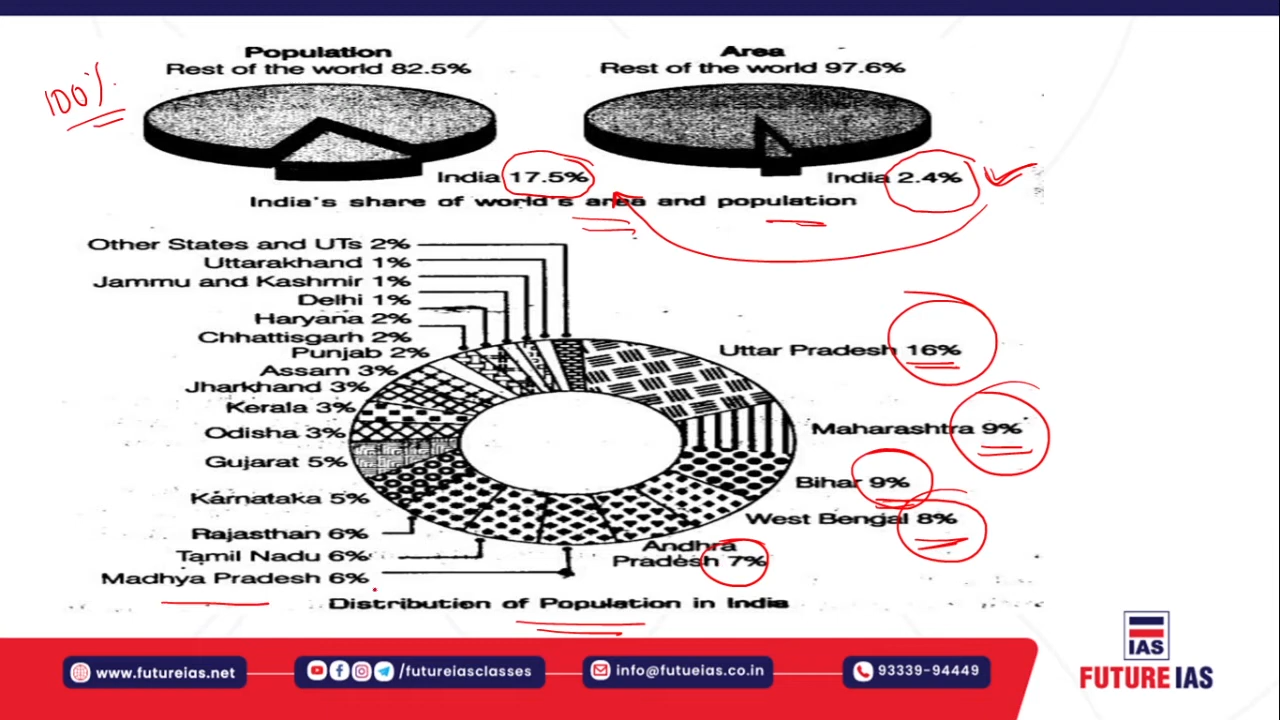 Population
Rest of the world 82.5%
Area
Rest of the world 97.6%
100%
India 17.5%
India 2.4%
India's share of world's area and population
Other States and UTs 2%
Uttarakhand 1%
Jammu and Kashmir 1%
Delhi 1%
Haryana 2%
Chhattisgarh 2%
Punjab 2%
Assam 3%
Jharkhand 3%
Kerala 3%
Odisha 3%
Gujarat 5%
Karnataka 5%
Rajasthan 6%
Tamil Nadu 6%
Madhya Pradesh 6%
Uttar Pradesh 16%
Maharashtra 9%
Bihar 9%
West Bengal 8%
Andhra
Pradesh 7%
Distribution of Population in India
www.futureias.net
/futureiasclasses
info@futueias.co.in
93339-94449
IAS
FUTURE IAS